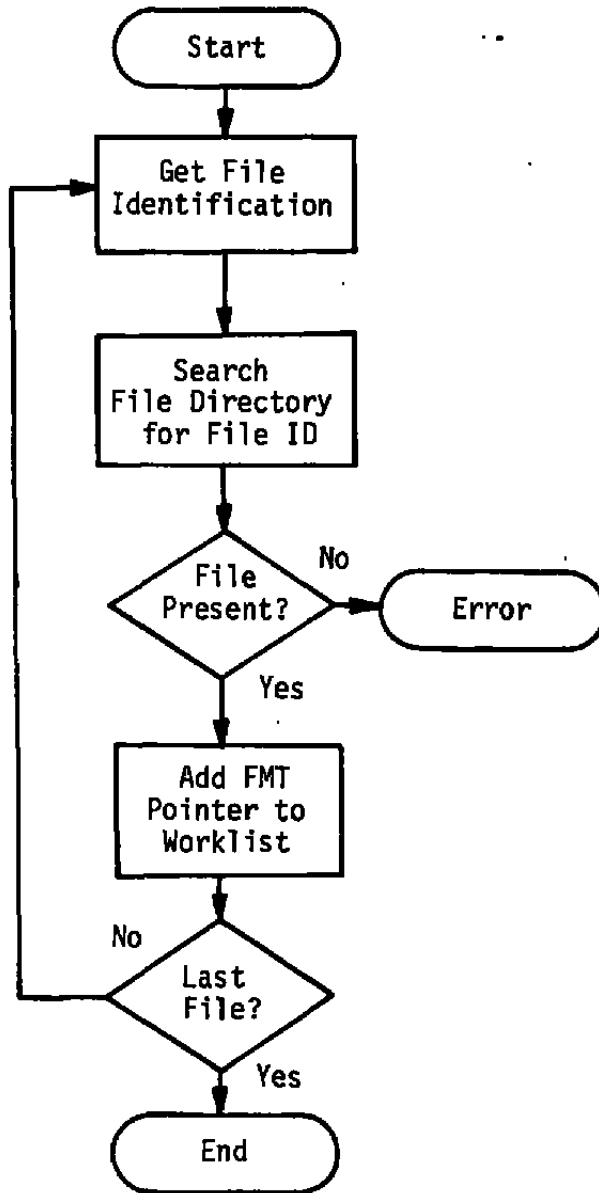 Start
Get File
Identification
Search
File Directory
for File ID
File
Present?
No
Error
Yes
Add FMT
Pointer to
Worklist
No
Last
File?
Yes
End